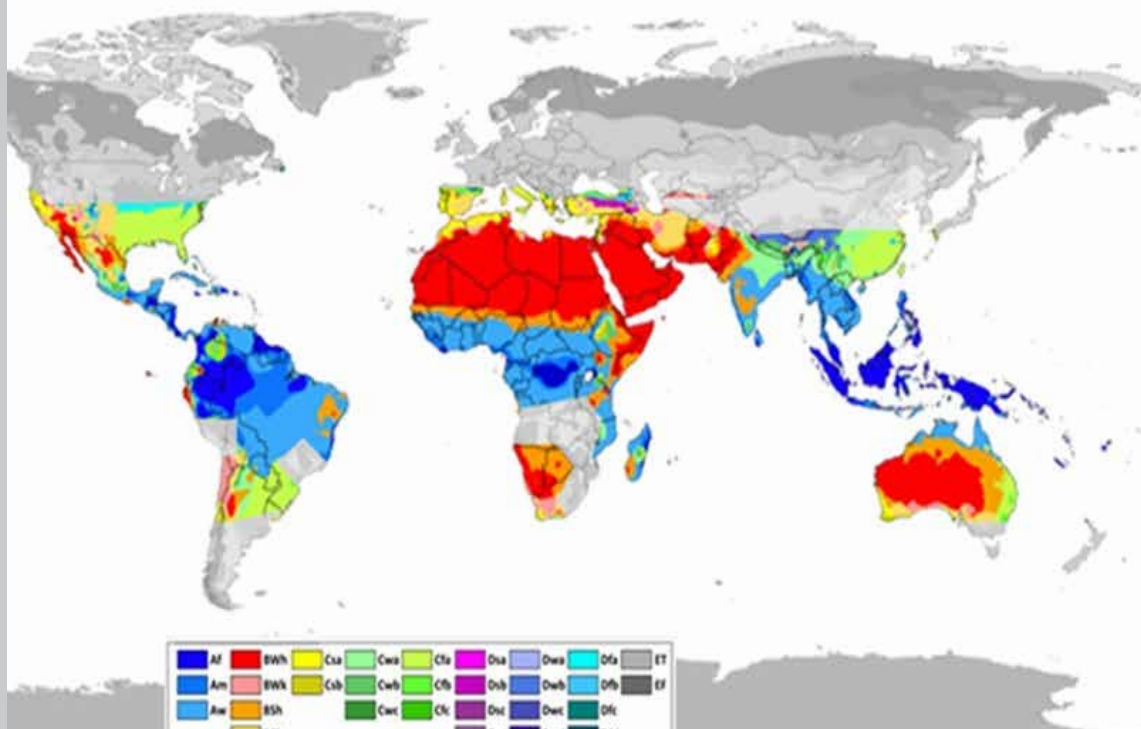 Af BWh Csa Cwa Cfa Dsa Dwa Dfa ET
Am BWk Csb Cwb Cfb Dsb Dwb Dfb EF
Aw BSh Cwc Cfc Dsc Dwc Dfc